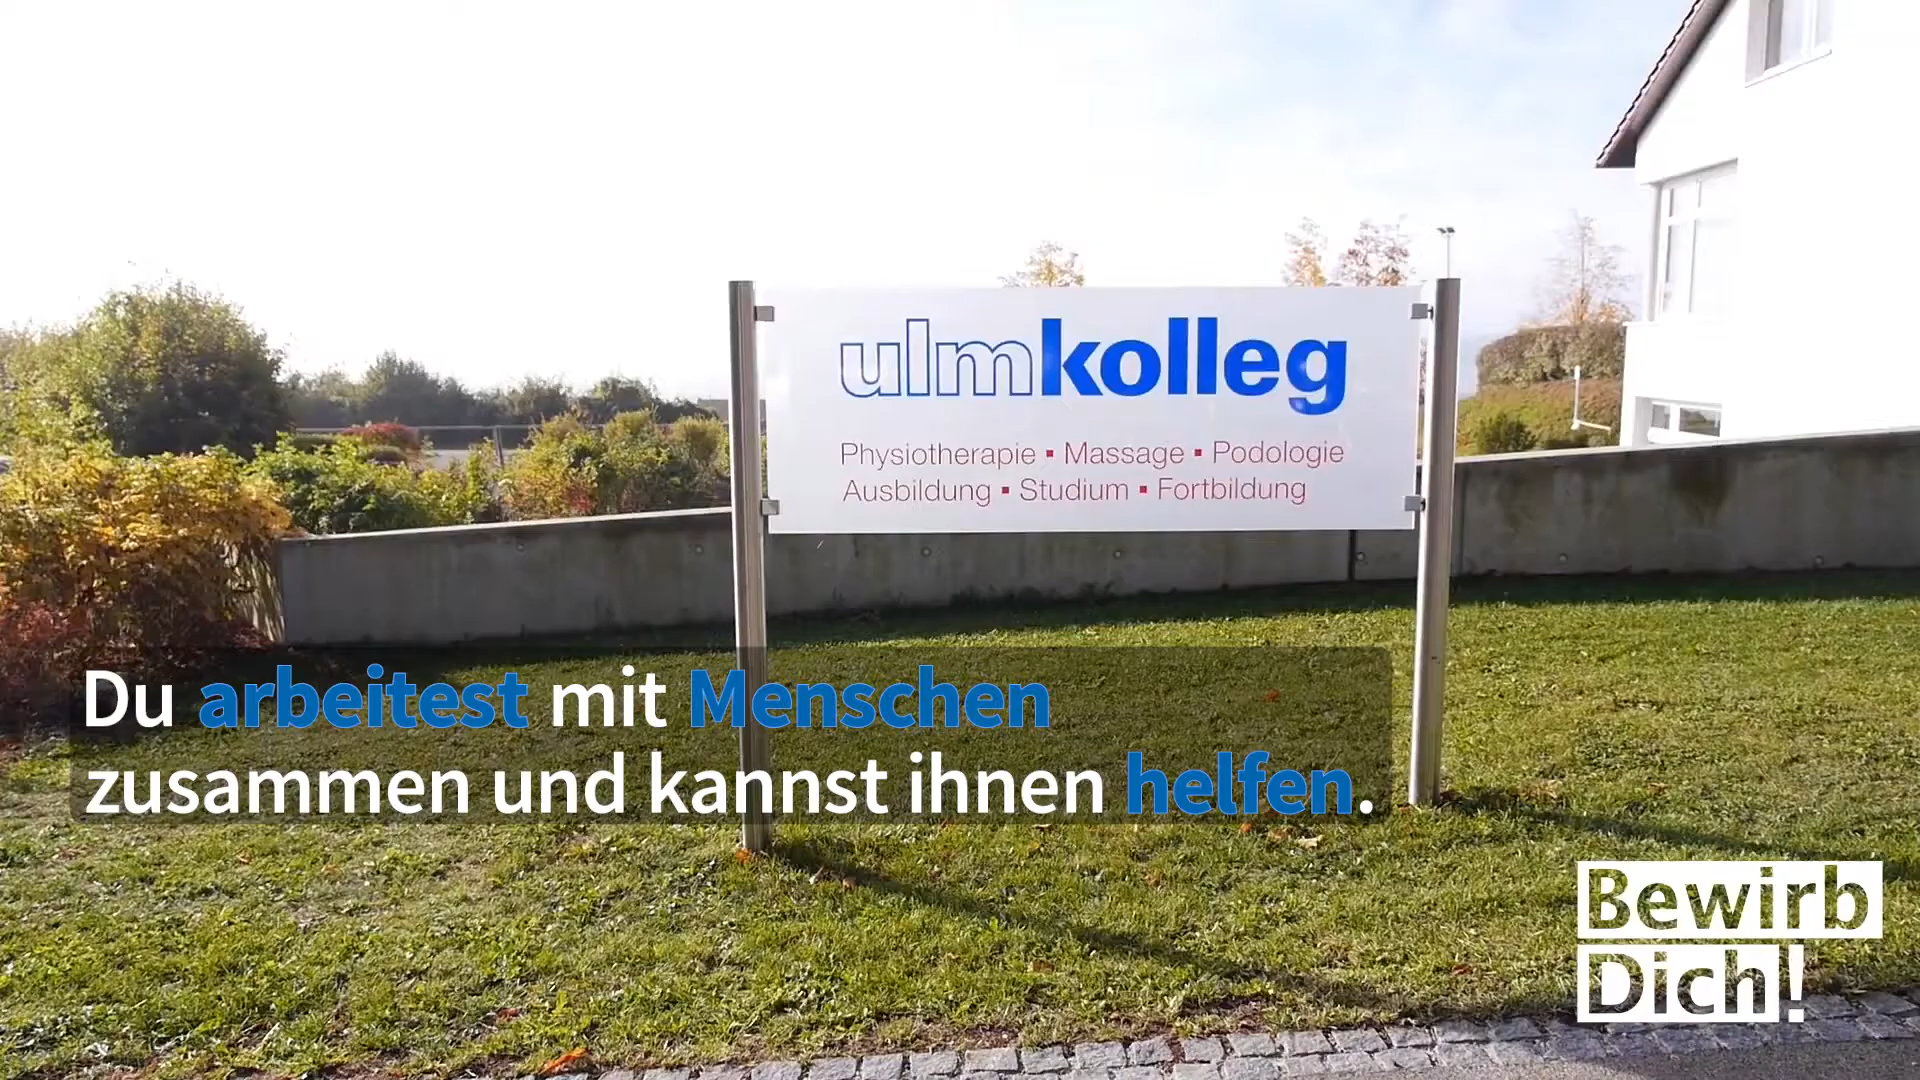 ulmkolleg
Physiotherapie ▪ Massage ▪ Podologie
Ausbildung ▪ Studium ▪ Fortbildung
Du arbeitest mit Menschen
zusammen und kannst ihnen helfen.
Bewirb
Dich!